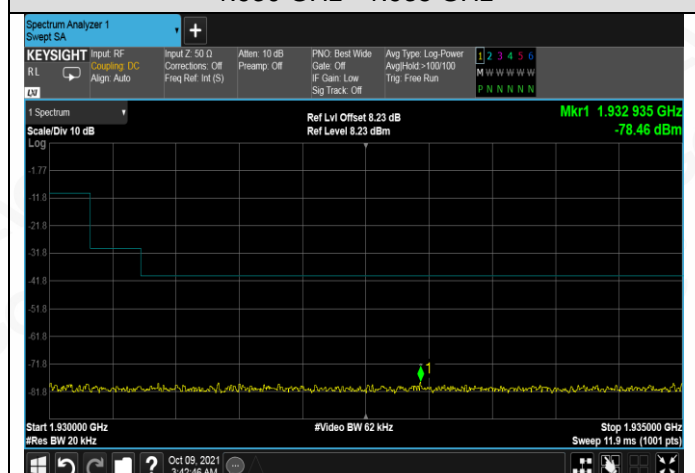 Spectrum Analyzer 1
Swept SA
+
KEYSIGHT Input: RF Input Z: 50 Ω Atten: 10 dB PNO: Best Wide Avg Type: Log-Power 1 2 3 4 5 6
RL Coupling: DC Corrections: Off Preamp: Off Gate: Off Avg|Hold:>100/100 M W W W W W
Align: Auto Freq Ref: Int (S) IF Gain: Low Trig: Free Run
LXI Sig Track: Off P N N N N N
1 Spectrum Ref Lvl Offset 8.23 dB Mkr1 1.932 935 GHz
Scale/Div 10 dB Ref Level 8.23 dBm -78.46 dBm
Log
-1.77
-11.8
-21.8
-31.8
-41.8
-51.8
-61.8
-71.8
1
-81.8
Start 1.930000 GHz #Video BW 62 kHz Stop 1.935000 GHz
#Res BW 20 kHz Sweep 11.9 ms (1001 pts)
? Oct 09, 2021
3:42:46 AM